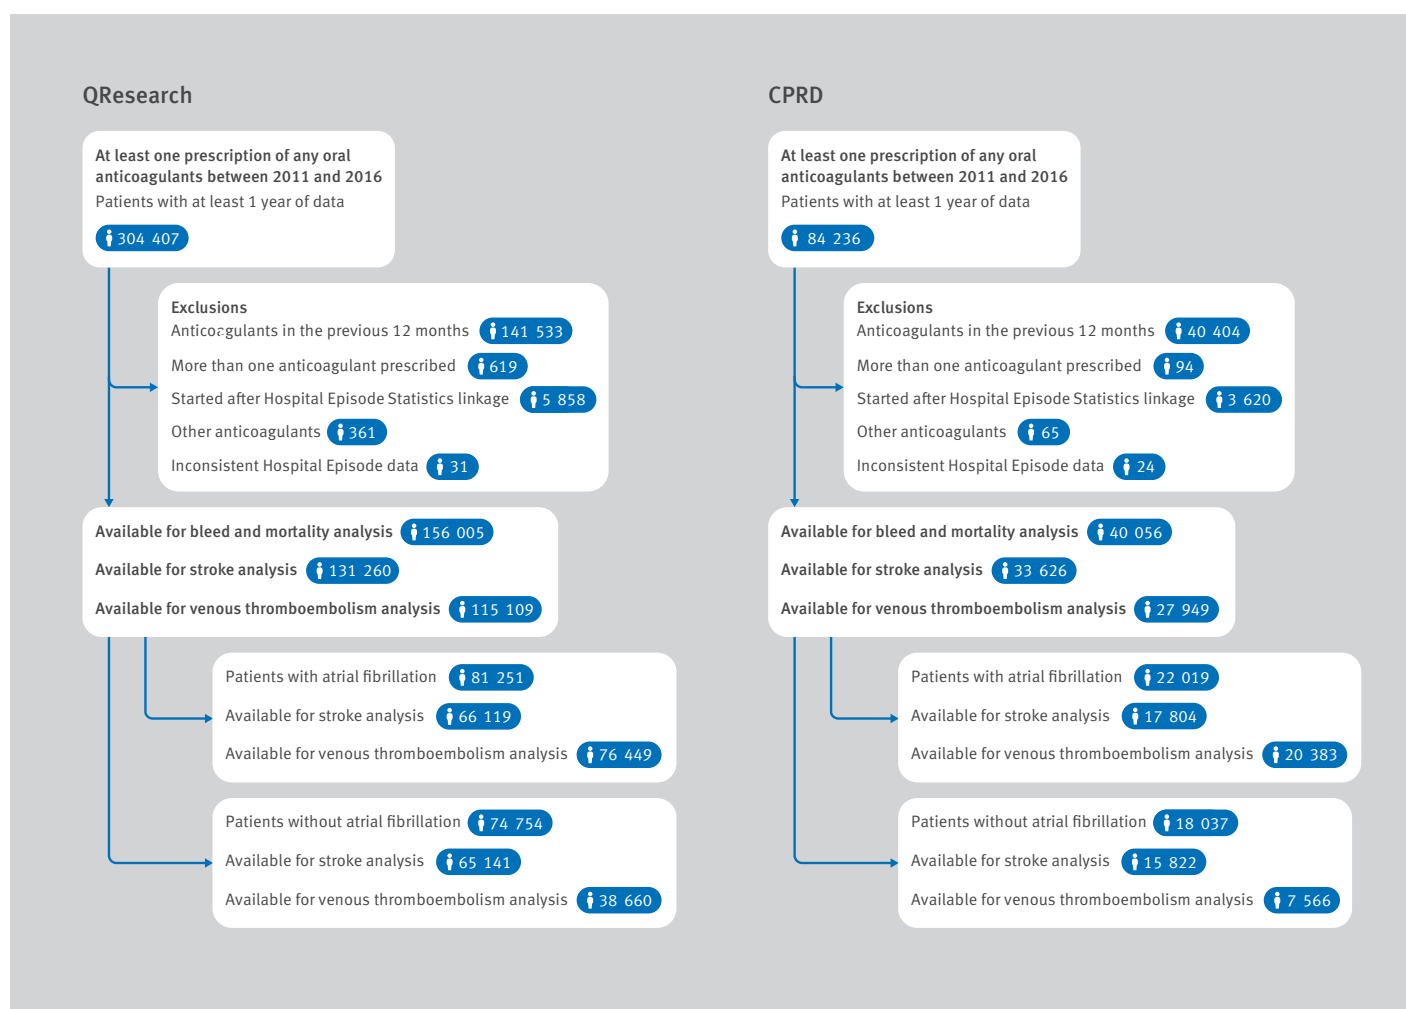 QResearch
At least one prescription of any oral
anticoagulants between 2011 and 2016
Patients with at least 1 year of data
304 407
Exclusions
Anticoagulants in the previous 12 months 141 533
More than one anticoagulant prescribed 619
Started after Hospital Episode Statistics linkage 5 858
Other anticoagulants 361
Inconsistent Hospital Episode data 31
Available for bleed and mortality analysis 156 005
Available for stroke analysis 131 260
Available for venous thromboembolism analysis 115 109
Patients with atrial fibrillation 81 251
Available for stroke analysis 66 119
Available for venous thromboembolism analysis 76 449
Patients without atrial fibrillation 74 754
Available for stroke analysis 65 141
Available for venous thromboembolism analysis 38 660
CPRD
At least one prescription of any oral
anticoagulants between 2011 and 2016
Patients with at least 1 year of data
84 236
Exclusions
Anticoagulants in the previous 12 months 40 404
More than one anticoagulant prescribed 94
Started after Hospital Episode Statistics linkage 3 620
Other anticoagulants 65
Inconsistent Hospital Episode data 24
Available for bleed and mortality analysis 40 056
Available for stroke analysis 33 626
Available for venous thromboembolism analysis 27 949
Patients with atrial fibrillation 22 019
Available for stroke analysis 17 804
Available for venous thromboembolism analysis 20 383
Patients without atrial fibrillation 18 037
Available for stroke analysis 15 822
Available for venous thromboembolism analysis 7 566